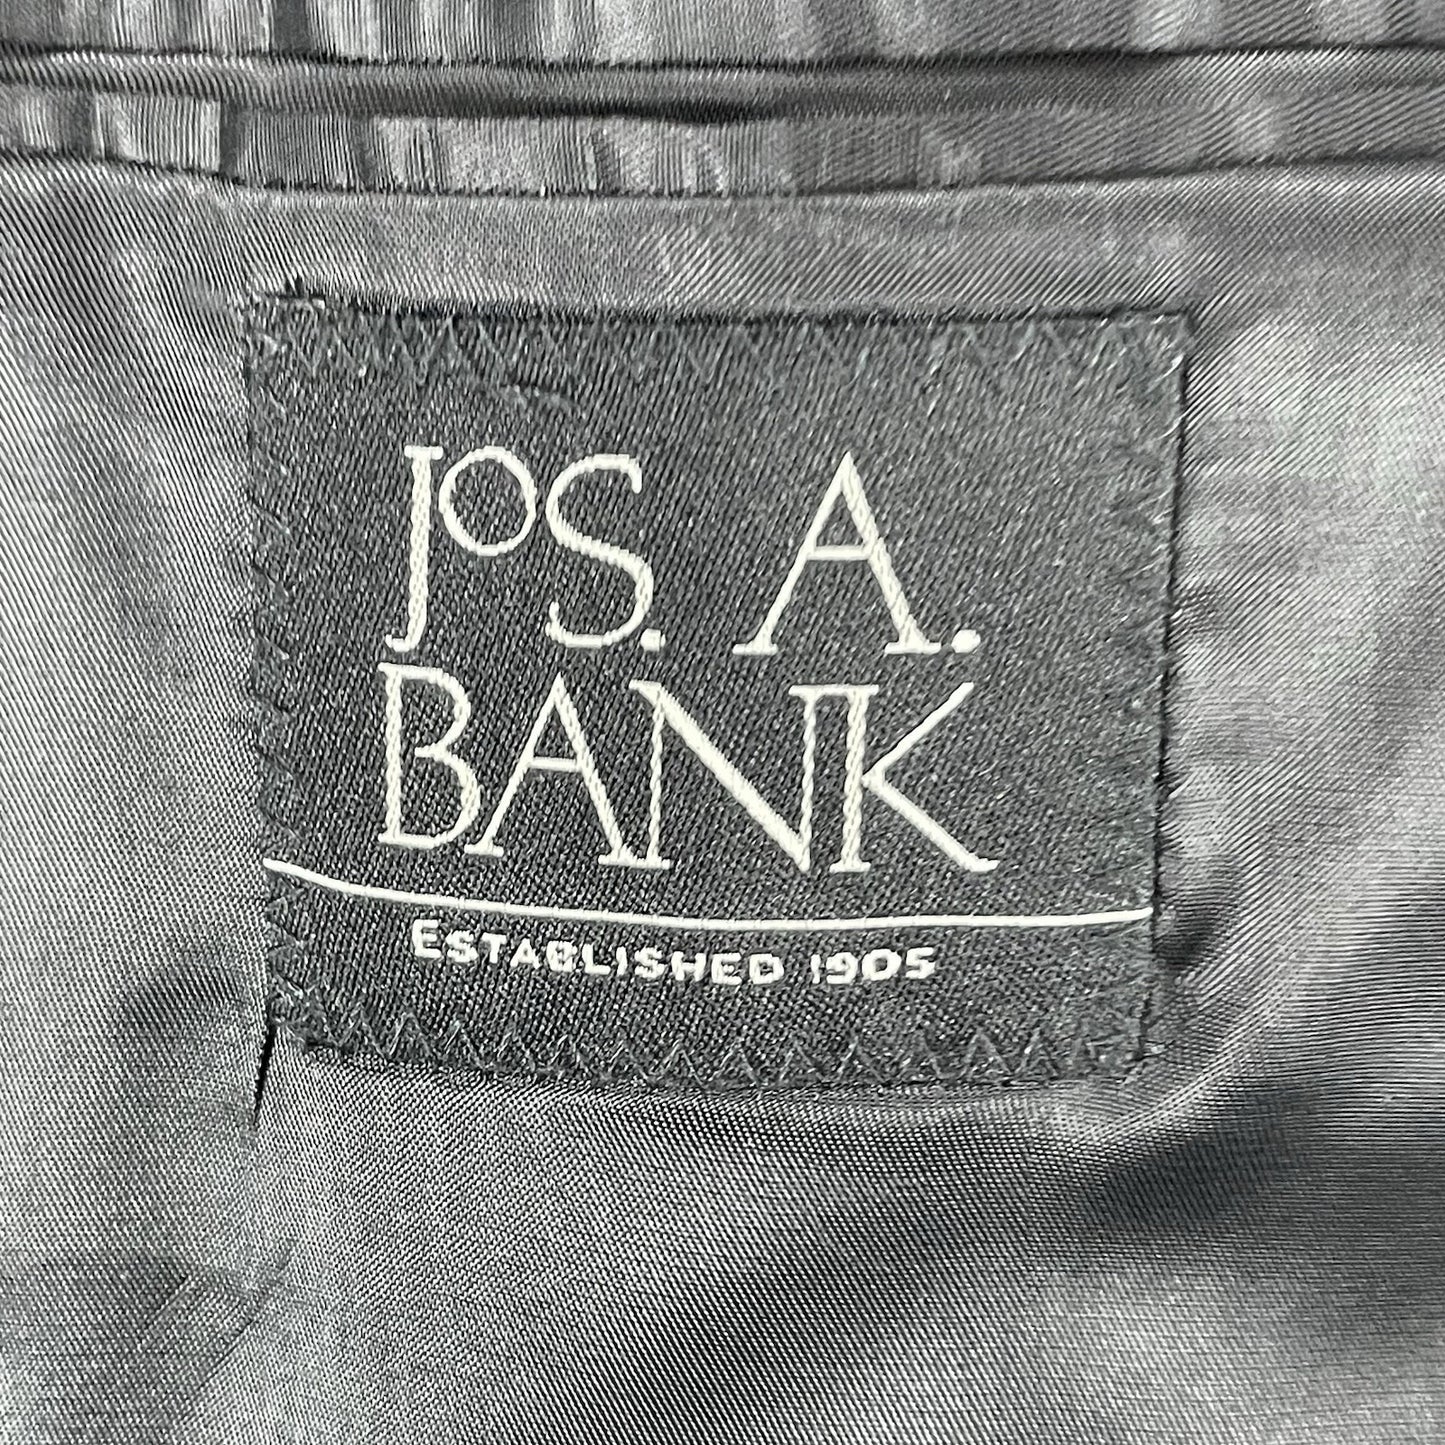 JOS. A.
BANK
ESTABLISHED 1905